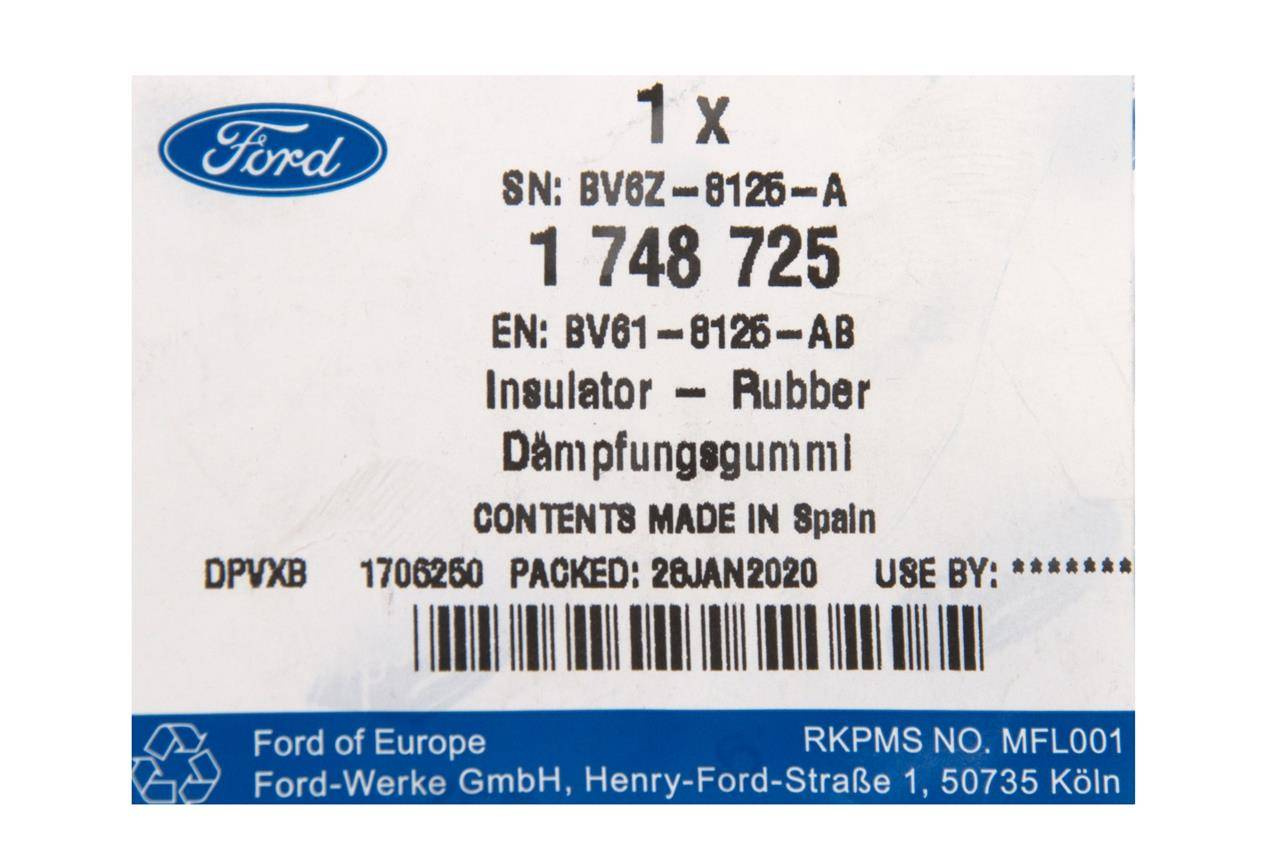 Ford
1 x
SN: BV6Z-8125-A
1 748 725
EN: BV61-8125-AB
Insulator - Rubber
Dämpfungsgummi
CONTENTS MADE IN Spain
DPVXB 1706250 PACKED: 28JAN2020 USE BY: *******
Ford of Europe RKPMS NO. MFL001
Ford-Werke GmbH, Henry-Ford-Straße 1, 50735 Köln